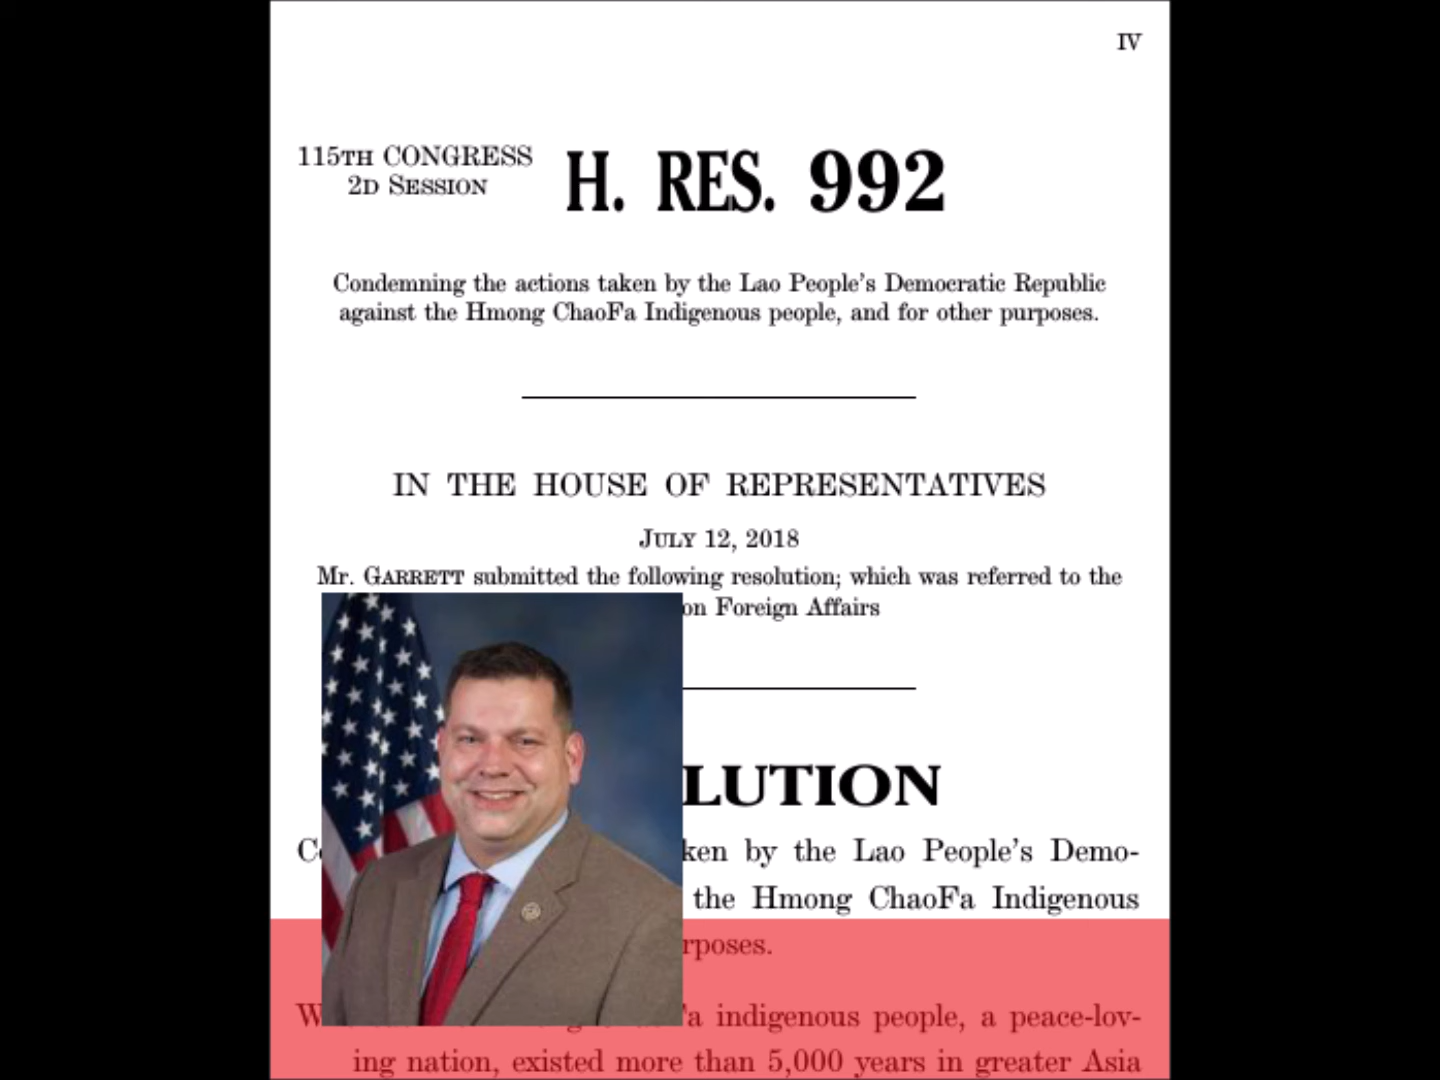 IV
115TH CONGRESS
2D SESSION
H. RES. 992
Condemning the actions taken by the Lao People's Democratic Republic
against the Hmong ChaoFa Indigenous people, and for other purposes.
IN THE HOUSE OF REPRESENTATIVES
JULY 12, 2018
Mr. GARRETT submitted the following resolution; which was referred to the
on Foreign Affairs
LUTION
ken by the Lao People's Demo-
the Hmong ChaoFa Indigenous
rposes.
indigenous people, a peace-lov-
ing nation, existed more than 5,000 years in greater Asia